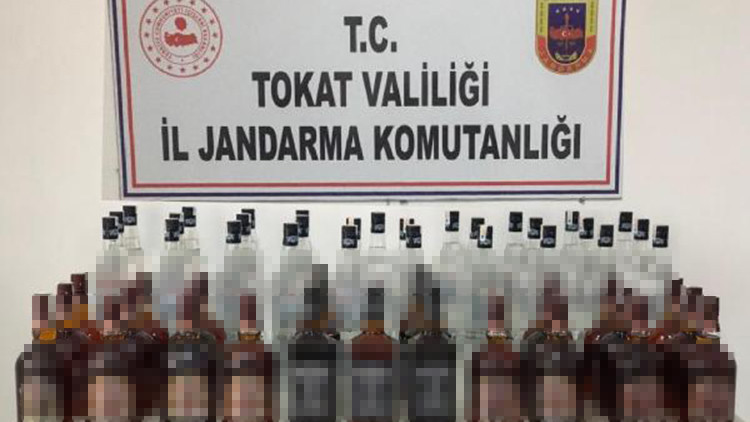 T.C.
TOKAT VALİLİĞİ
İL JANDARMA KOMUTANLIĞI